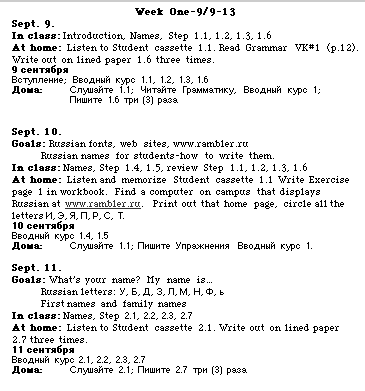 Week One-9/9-13
Sept. 9.
In class: Introduction, Names, Step 1.1, 1.2, 1.3, 1.6
At home: Listen to Student cassette 1.1. Read Grammar VK#1 (p.12).
Write out on lined paper 1.6 three times.
9 сентября
Вступление; Вводный курс 1.1, 1.2, 1.3, 1.6
Дома: Слушайте 1.1; Читайте Грамматику, Вводный курс 1;
Пишите 1.6 три (3) раза
Sept. 10.
Goals: Russian fonts, web sites, www.rambler.ru
Russian names for students-how to write them.
In class: Names, Step 1.4, 1.5, review Step 1.1, 1.2, 1.3, 1.6
At home: Listen and memorize Student cassette 1.1 Write Exercise
page 1 in workbook. Find a computer on campus that displays
Russian at www.rambler.ru. Print out that home page, circle all the
letters И, Э, Я, П, Р, С, Т.
10 сентября
Вводный курс 1.4, 1.5
Дома: Слушайте 1.1; Пишите Упражнения Вводный курс 1.
Sept. 11.
Goals: What's your name? My name is...
Russian letters: У, Б, Д, З, Л, М, Н, Ф, ь
First names and family names
In class: Names, Step 2.1, 2.2, 2.3, 2.7
At home: Listen to Student cassette 2.1. Write out on lined paper
2.7 three times.
11 сентября
Вводный курс 2.1, 2.2, 2.3, 2.7
Дома: Слушайте 2.1; Пишите 2.7 три (3) раза